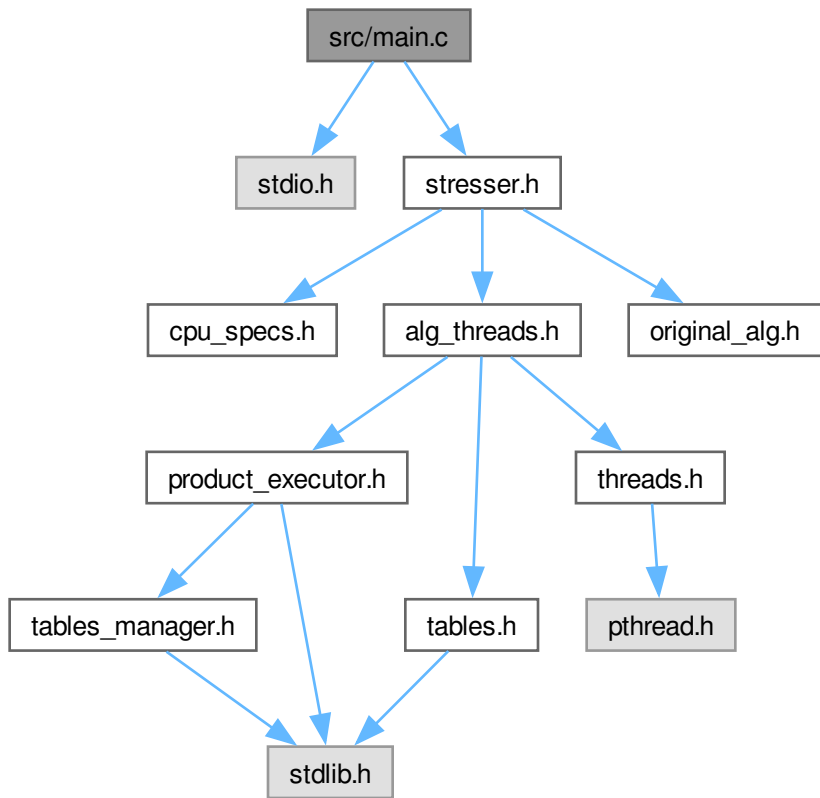 src/main.c
stdio.h
stresser.h
cpu_specs.h
alg_threads.h
original_alg.h
product_executor.h
threads.h
tables_manager.h
tables.h
pthread.h
stdlib.h